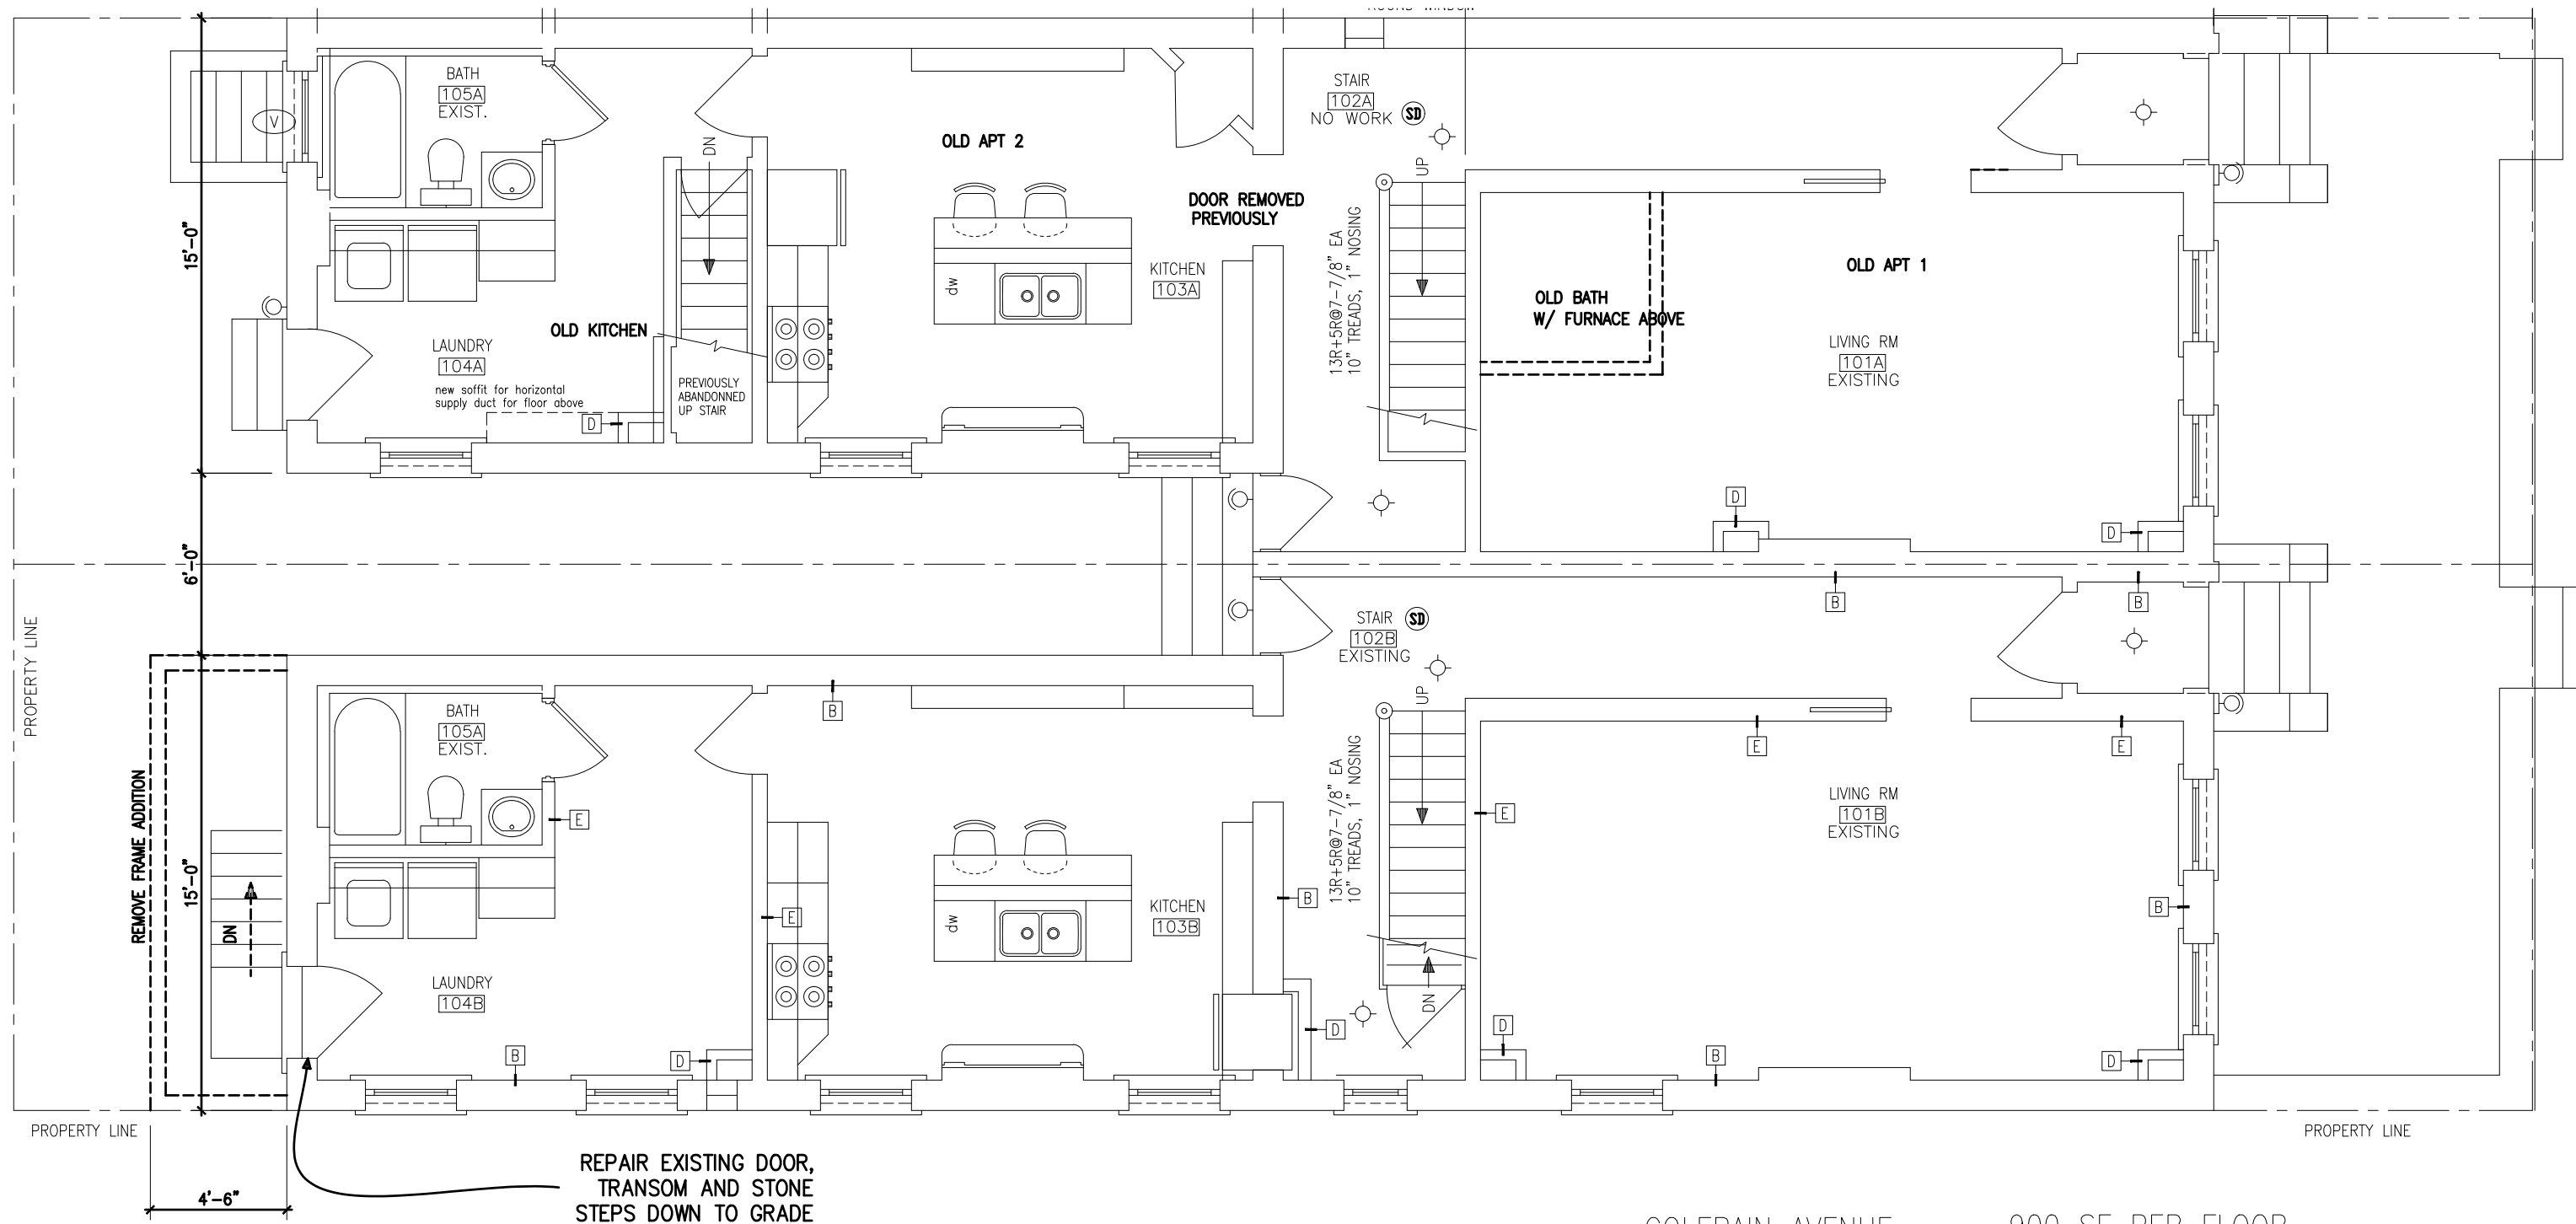 BATH
105A
EXIST.
V
OLD APT 2
STAIR
102A
NO WORK
SD
DN
UP
DOOR REMOVED
PREVIOUSLY
13R+5R@7-7/8" EA
10" TREADS, 1" NOSING
15'-0"
dw
KITCHEN
103A
OLD APT 1
OLD BATH
W/ FURNACE ABOVE
OLD KITCHEN
LAUNDRY
104A
new soffit for horizontal
supply duct for floor above
D
PREVIOUSLY
ABANDONNED
UP STAIR
LIVING RM
101A
EXISTING
D
D
6'-0"
PROPERTY LINE
STAIR
102B
EXISTING
SD
B
B
BATH
105A
EXIST.
B
UP
E
E
E
E
13R+5R@7-7/8" EA
10" TREADS, 1" NOSING
LIVING RM
101B
EXISTING
REMOVE FRAME ADDITION
15'-0"
DN
E
dw
KITCHEN
103B
B
B
LAUNDRY
104B
DN
D
D
B
D
B
D
PROPERTY LINE
PROPERTY LINE
4'-6"
REPAIR EXISTING DOOR,
TRANSOM AND STONE
STEPS DOWN TO GRADE